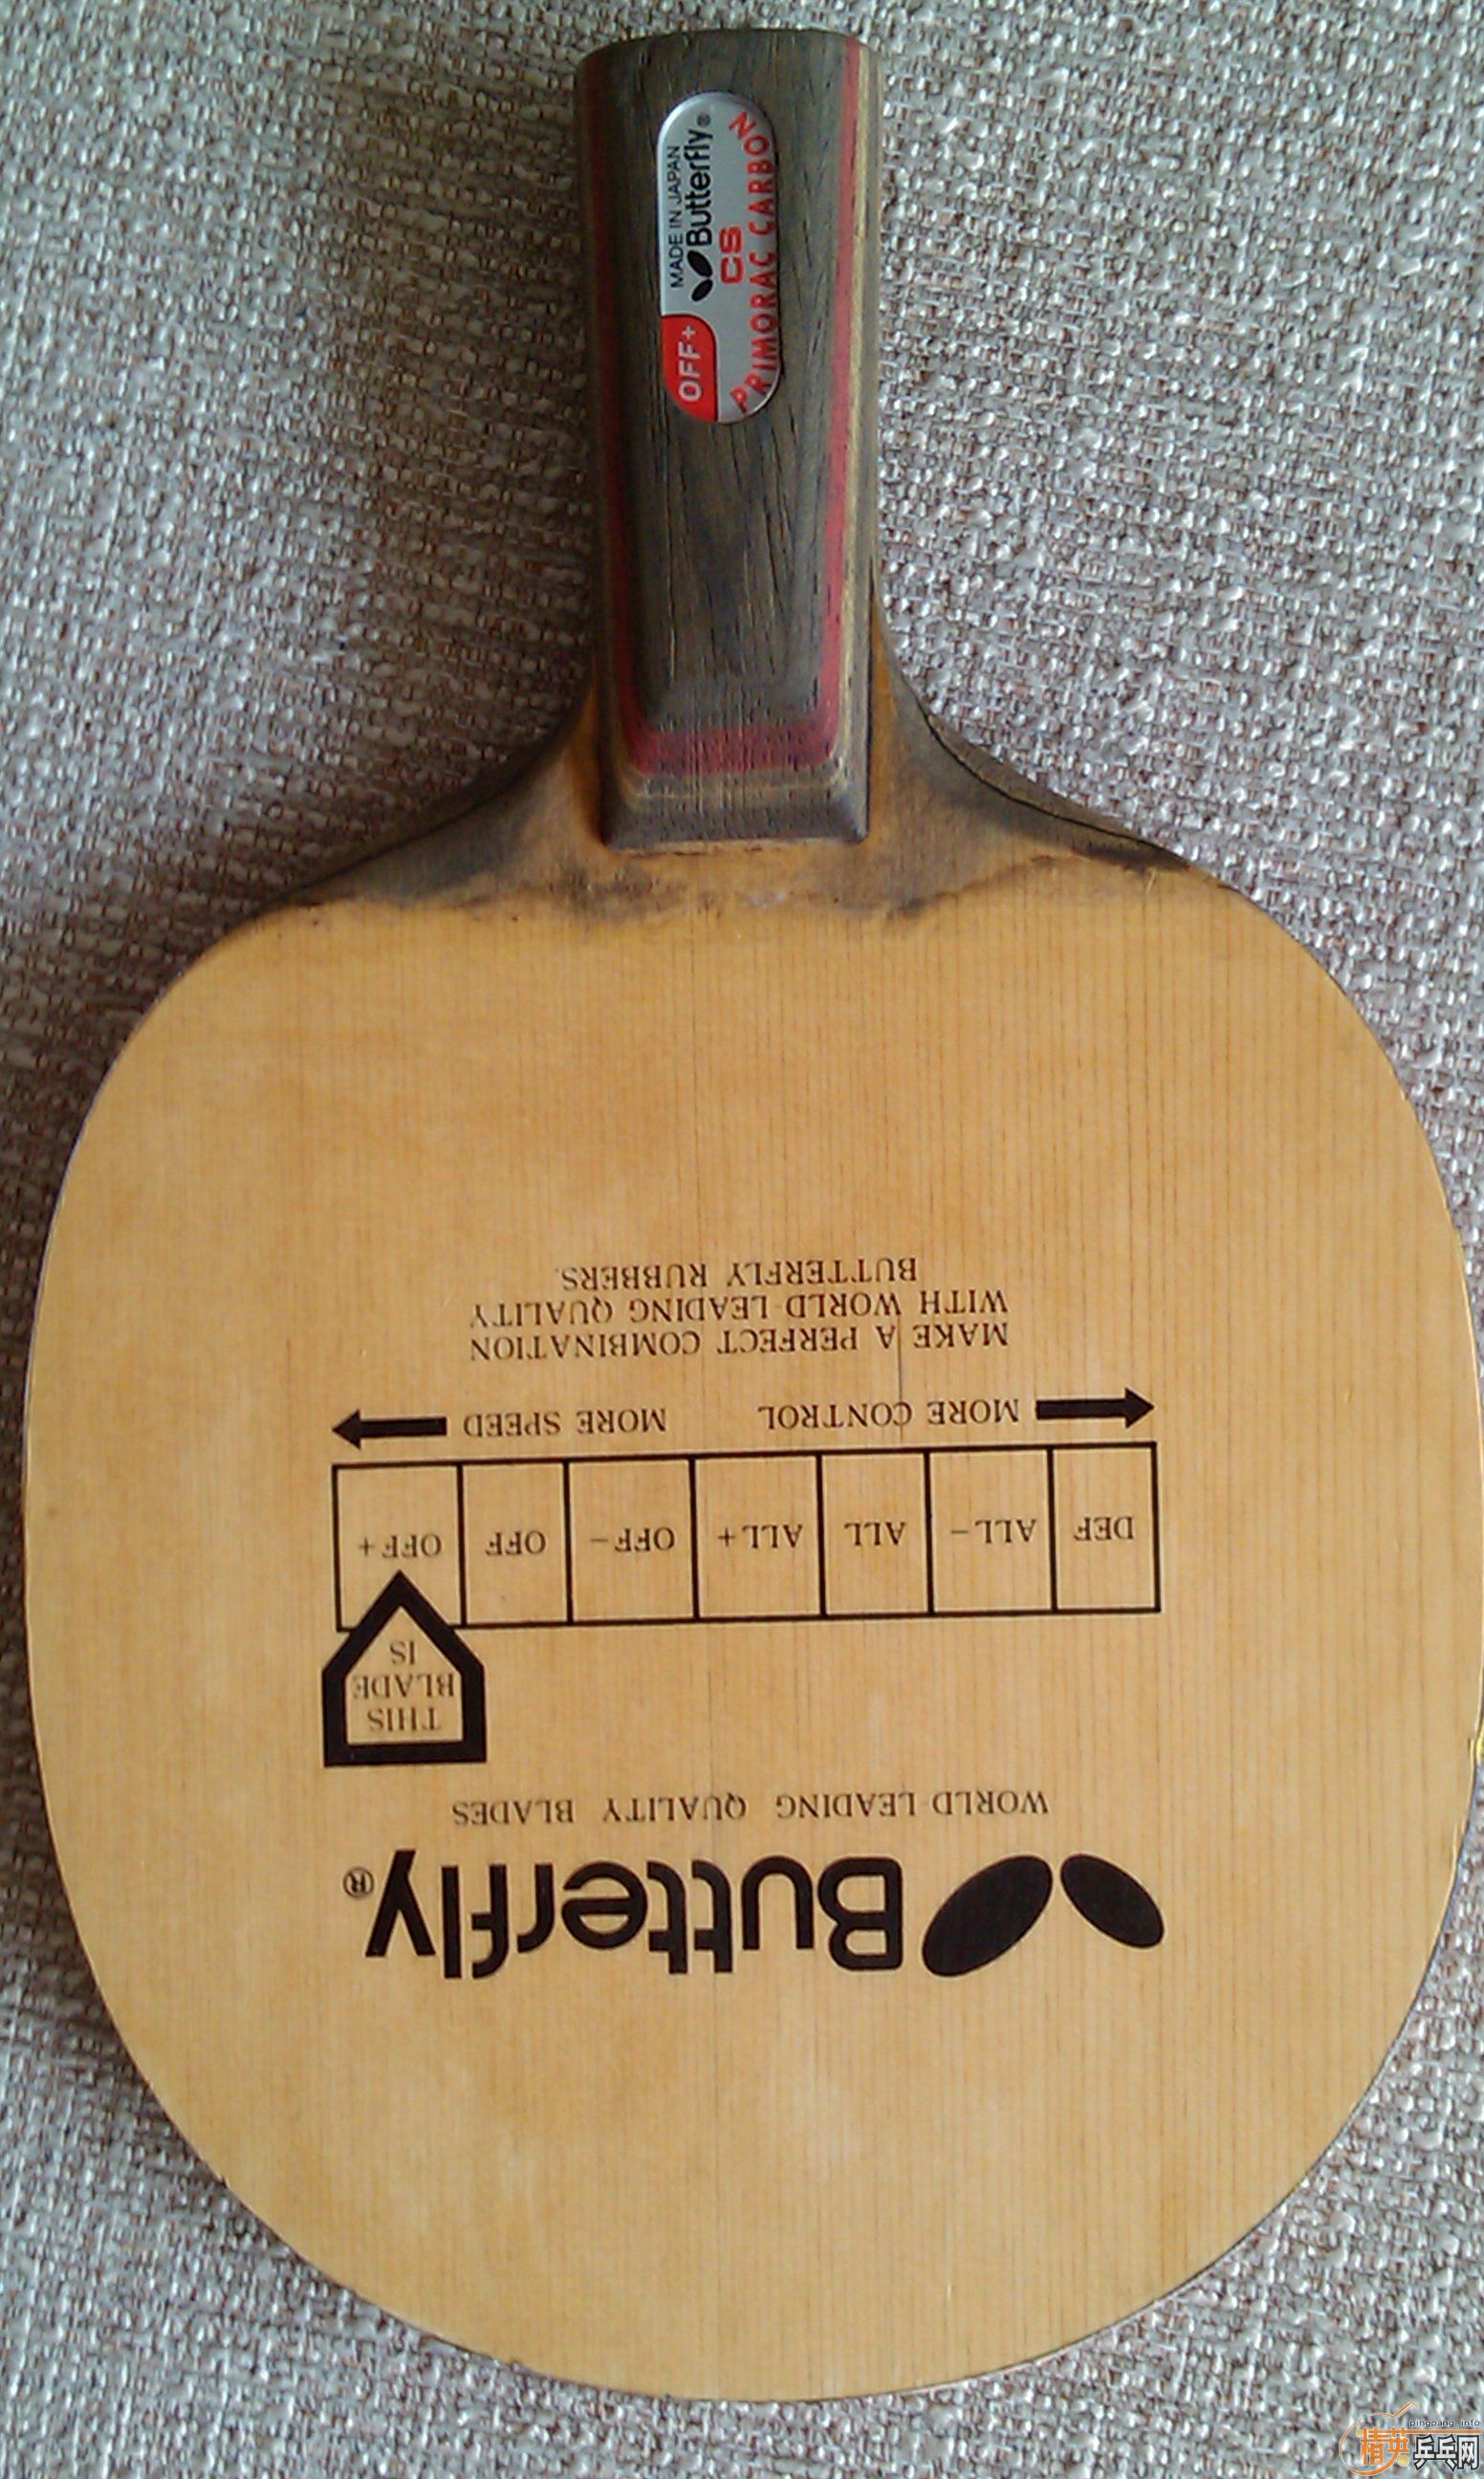 MADE IN JAPAN
Butterfly®
CS
PRIMORAC CARBON
OFF+
Butterfly®
WORLD-LEADING QUALITY BLADES
THIS
BLADE
IS
DEF ALL- ALL ALL+ OFF- OFF OFF+
MORE CONTROL MORE SPEED
MAKE A PERFECT COMBINATION
WITH WORLD-LEADING QUALITY
BUTTERFLY RUBBERS.
pingpang.info
精英乒乓网